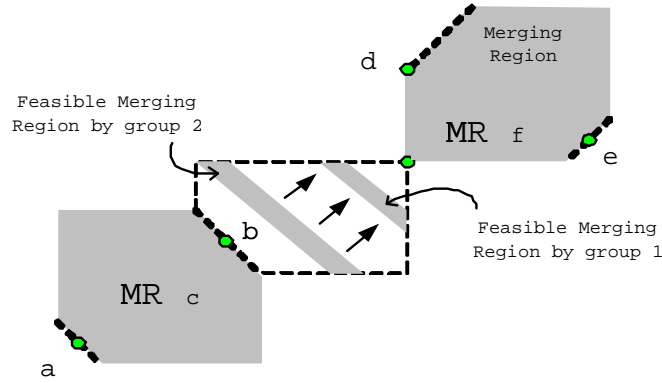 Merging
Region
d
Feasible Merging
Region by group 2
MR f
e
b
Feasible Merging
Region by group 1
MR c
a